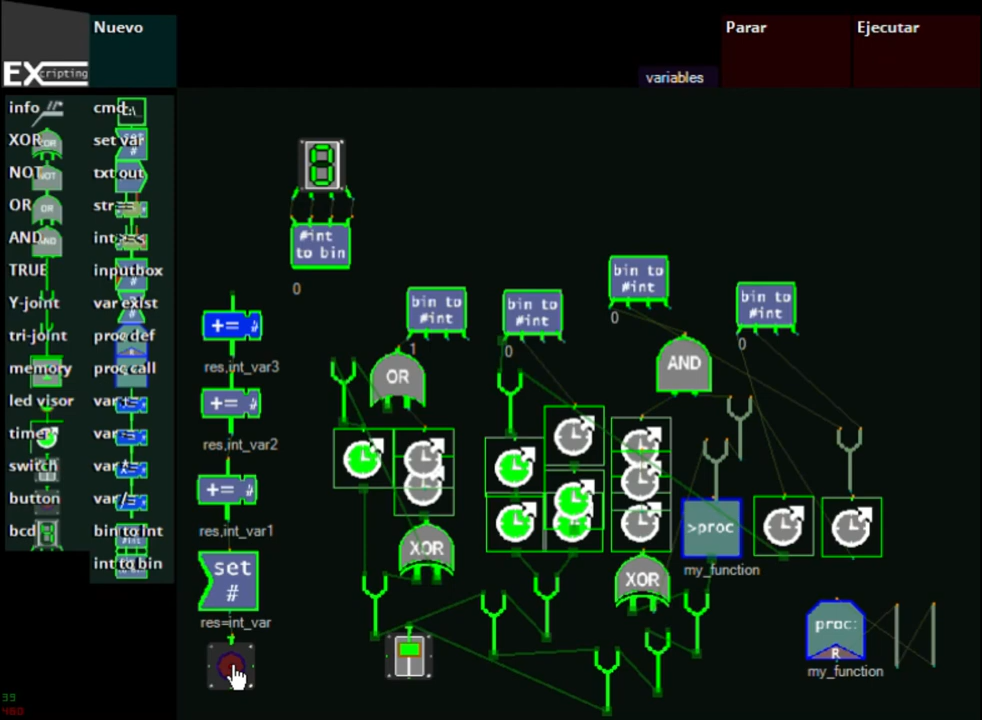 Nuevo
Parar
Ejecutar
EXcripting
variables
info
cmd
C:\
XOR
set var
NOT
txt out
OR
str
AND
int
TRUE
inputbox
Y-joint
var exist
tri-joint
proc def
memory
proc call
led visor
var
timer
var
switch
button
var /=
bcd
bin to int
int to bin
#int
to bin
0
bin to
#int
bin to
#int
bin to
#int
bin to
#int
1
0
0
0
+= #
res,int_var3
+= #
res,int_var2
+= #
res,int_var1
set
#
res=int_var
OR
AND
XOR
XOR
>proc
my_function
proc:
R
my_function
39